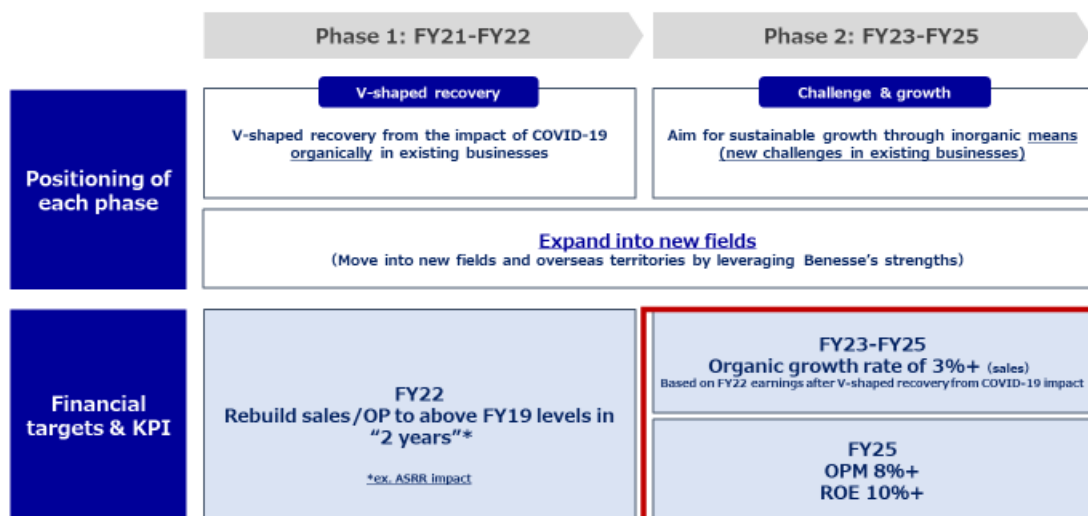 Phase 1: FY21-FY22
Phase 2: FY23-FY25
Positioning of
each phase
V-shaped recovery
V-shaped recovery from the impact of COVID-19
organically in existing businesses
Challenge & growth
Aim for sustainable growth through inorganic means
(new challenges in existing businesses)
Expand into new fields
(Move into new fields and overseas territories by leveraging Benesse's strengths)
Financial
targets & KPI
FY22
Rebuild sales/OP to above FY19 levels in
“2 years”*
*ex. ASRR impact
FY23-FY25
Organic growth rate of 3%+ (sales)
Based on FY22 earnings after V-shaped recovery from COVID-19 impact
FY25
OPM 8%+
ROE 10%+